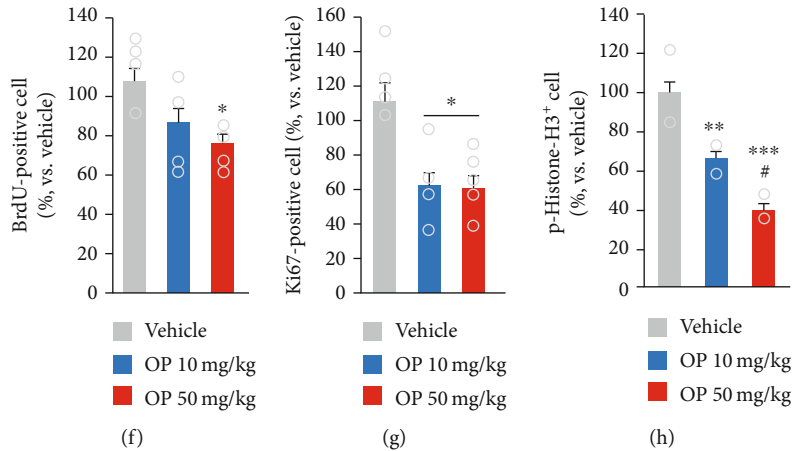 BrdU-positive cell
(%, vs. vehicle)
140
120
100
80
60
40
20
0
*
Vehicle
OP 10 mg/kg
OP 50 mg/kg
(f)
Ki67-positive cell (%, vs. vehicle)
160
140
120
100
80
60
40
20
0
*
Vehicle
OP 10 mg/kg
OP 50 mg/kg
(g)
p-Histone-H3+ cell
(%, vs. vehicle)
140
120
100
80
60
40
20
0
**
***
#
Vehicle
OP 10 mg/kg
OP 50 mg/kg
(h)